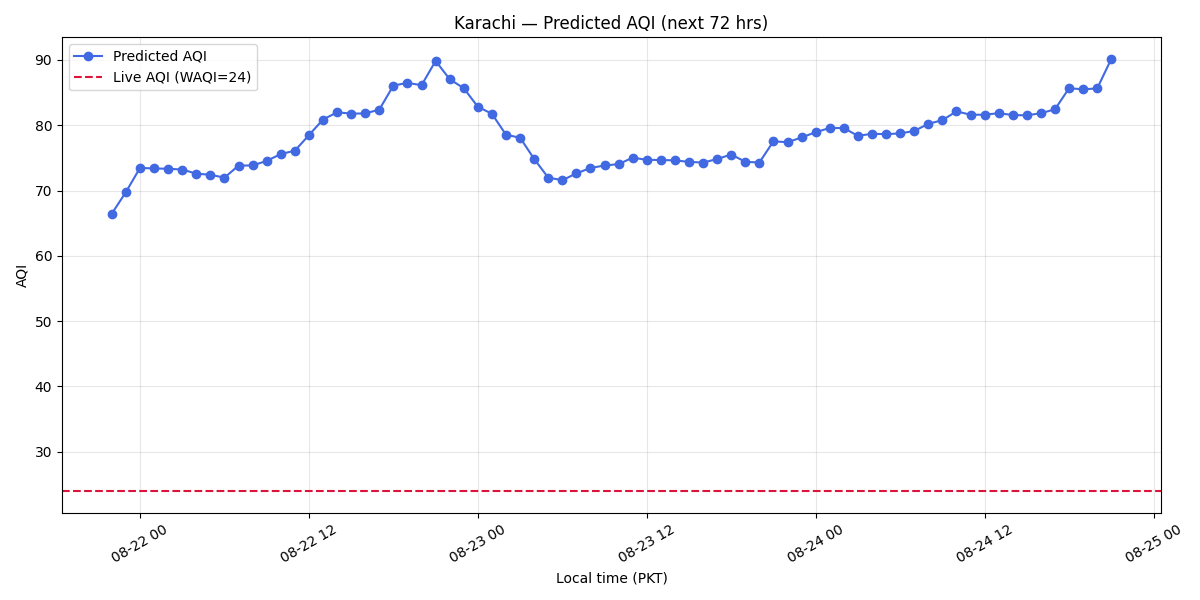 Karachi — Predicted AQI (next 72 hrs)
Predicted AQI
Live AQI (WAQI=24)
AQI
90
80
70
60
50
40
30
08-22 00
08-22 12
08-23 00
08-23 12
08-24 00
08-24 12
08-25 00
Local time (PKT)